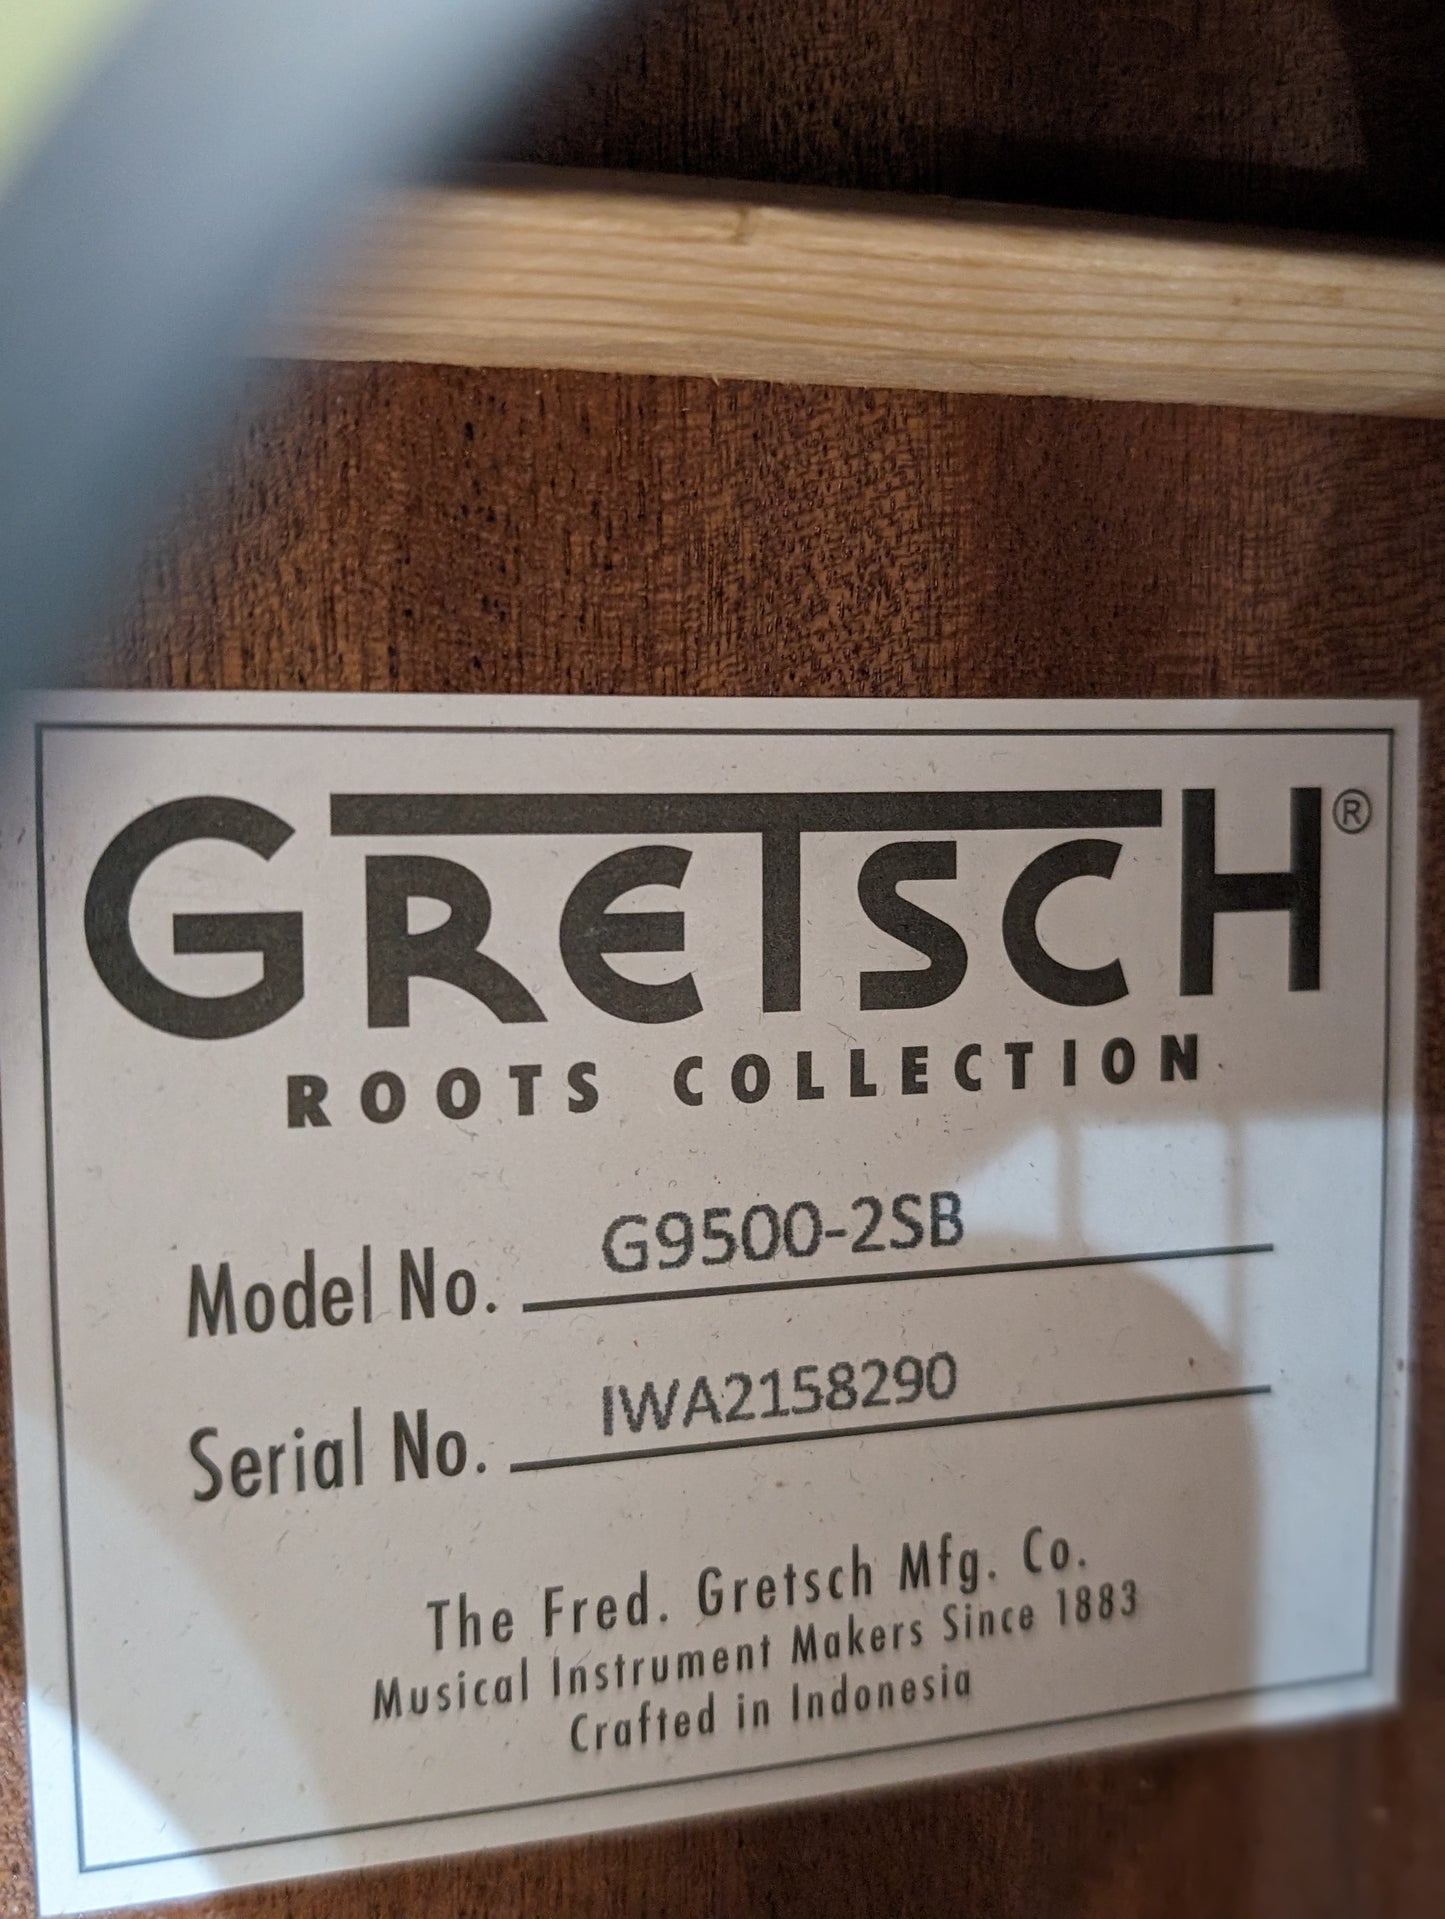 GRETSCH®
ROOTS COLLECTION
Model No. G9500-2SB
Serial No. IWA2158290
The Fred. Gretsch Mfg. Co.
Musical Instrument Makers Since 1883
Crafted in Indonesia